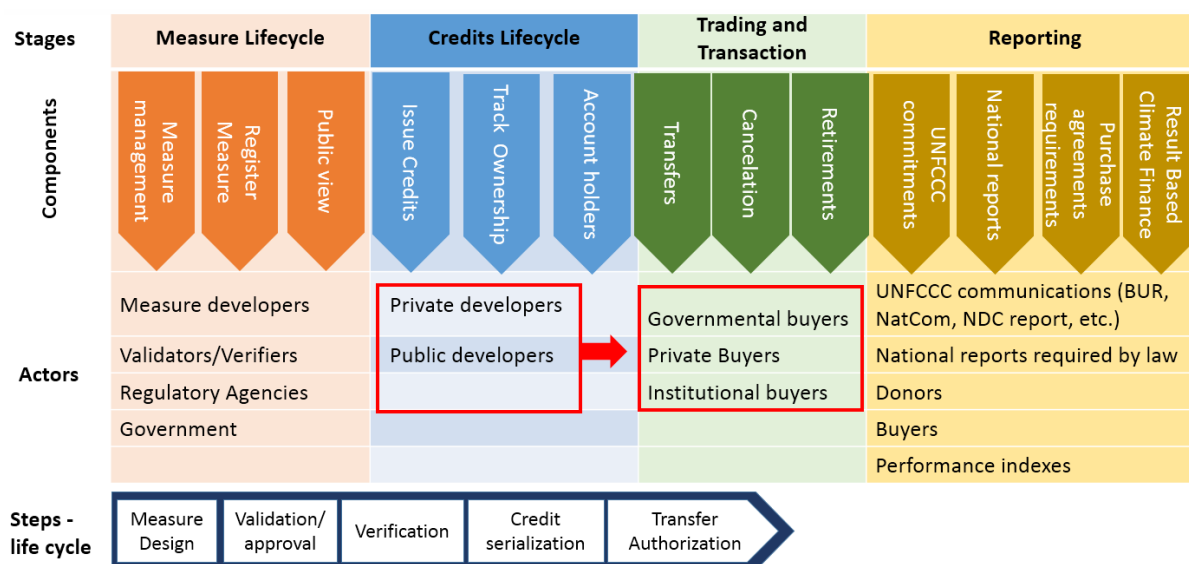 Stages
Measure Lifecycle
Credits Lifecycle
Trading and
Transaction
Reporting
Components
Measure
management
Register
Measure
Public view
Issue Credits
Track Ownership
Account holders
Transfers
Cancelation
Retirements
UNFCCC
commitments
National reports
Purchase
agreements
requirements
Result Based
Climate Finance
Actors
Measure developers
Private developers
Governmental buyers
UNFCCC communications (BUR,
NatCom, NDC report, etc.)
Validators/Verifiers
Public developers
Private Buyers
National reports required by law
Regulatory Agencies
Institutional buyers
Donors
Government
Buyers
Performance indexes
Steps -
life cycle
Measure
Design
Validation/
approval
Verification
Credit
serialization
Transfer
Authorization